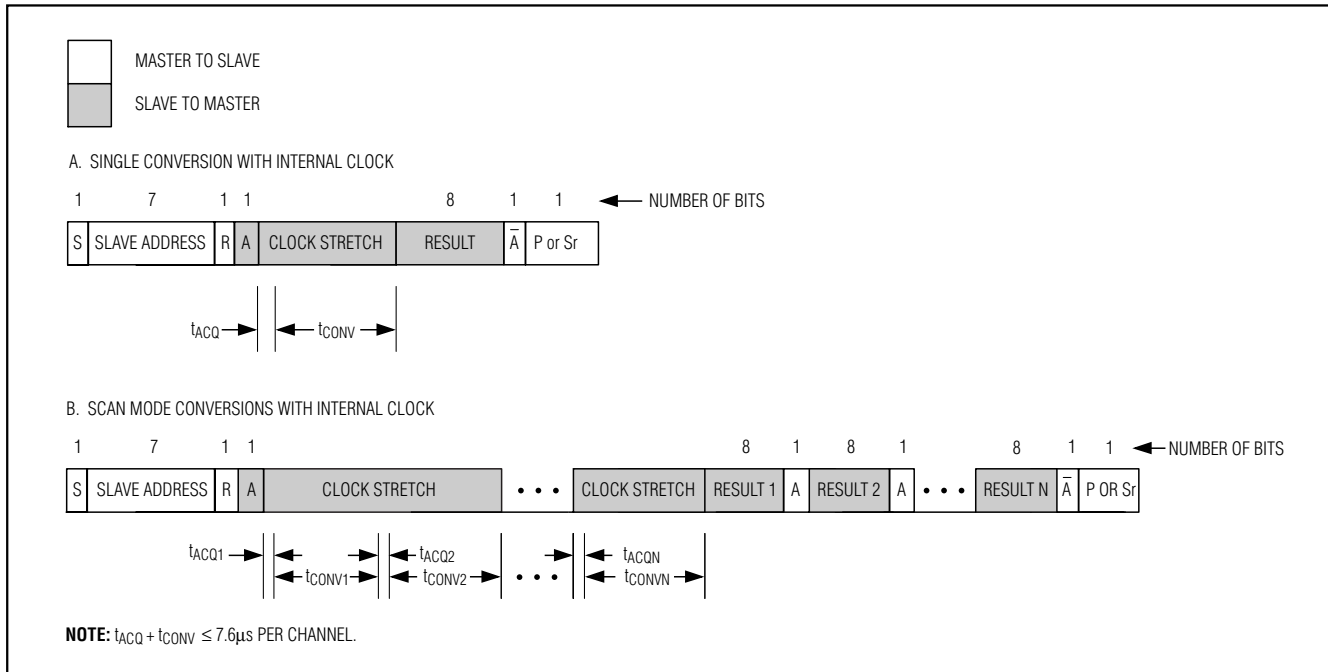 MASTER TO SLAVE
SLAVE TO MASTER
A. SINGLE CONVERSION WITH INTERNAL CLOCK
1 7 1 1 8 1 1 NUMBER OF BITS
S SLAVE ADDRESS R A CLOCK STRETCH RESULT A̅ P or Sr
tACQ tCONV
B. SCAN MODE CONVERSIONS WITH INTERNAL CLOCK
1 7 1 1 8 1 8 1 8 1 1 NUMBER OF BITS
S SLAVE ADDRESS R A CLOCK STRETCH • • • CLOCK STRETCH RESULT 1 A RESULT 2 A • • • RESULT N A̅ P OR Sr
tACQ1 tACQ2 tACQN
tCONV1 tCONV2 • • • tCONVN
NOTE: tACQ + tCONV ≤ 7.6µs PER CHANNEL.